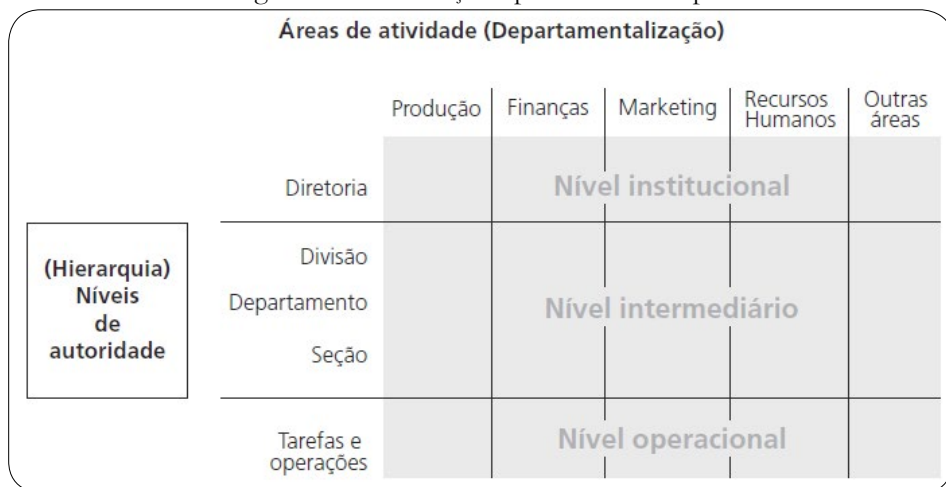 Áreas de atividade (Departamentalização)
Produção
Finanças
Marketing
Recursos
Humanos
Outras
áreas
Diretoria
Nível institucional
(Hierarquia)
Níveis
de
autoridade
Divisão
Departamento
Seção
Nível intermediário
Tarefas e
operações
Nível operacional